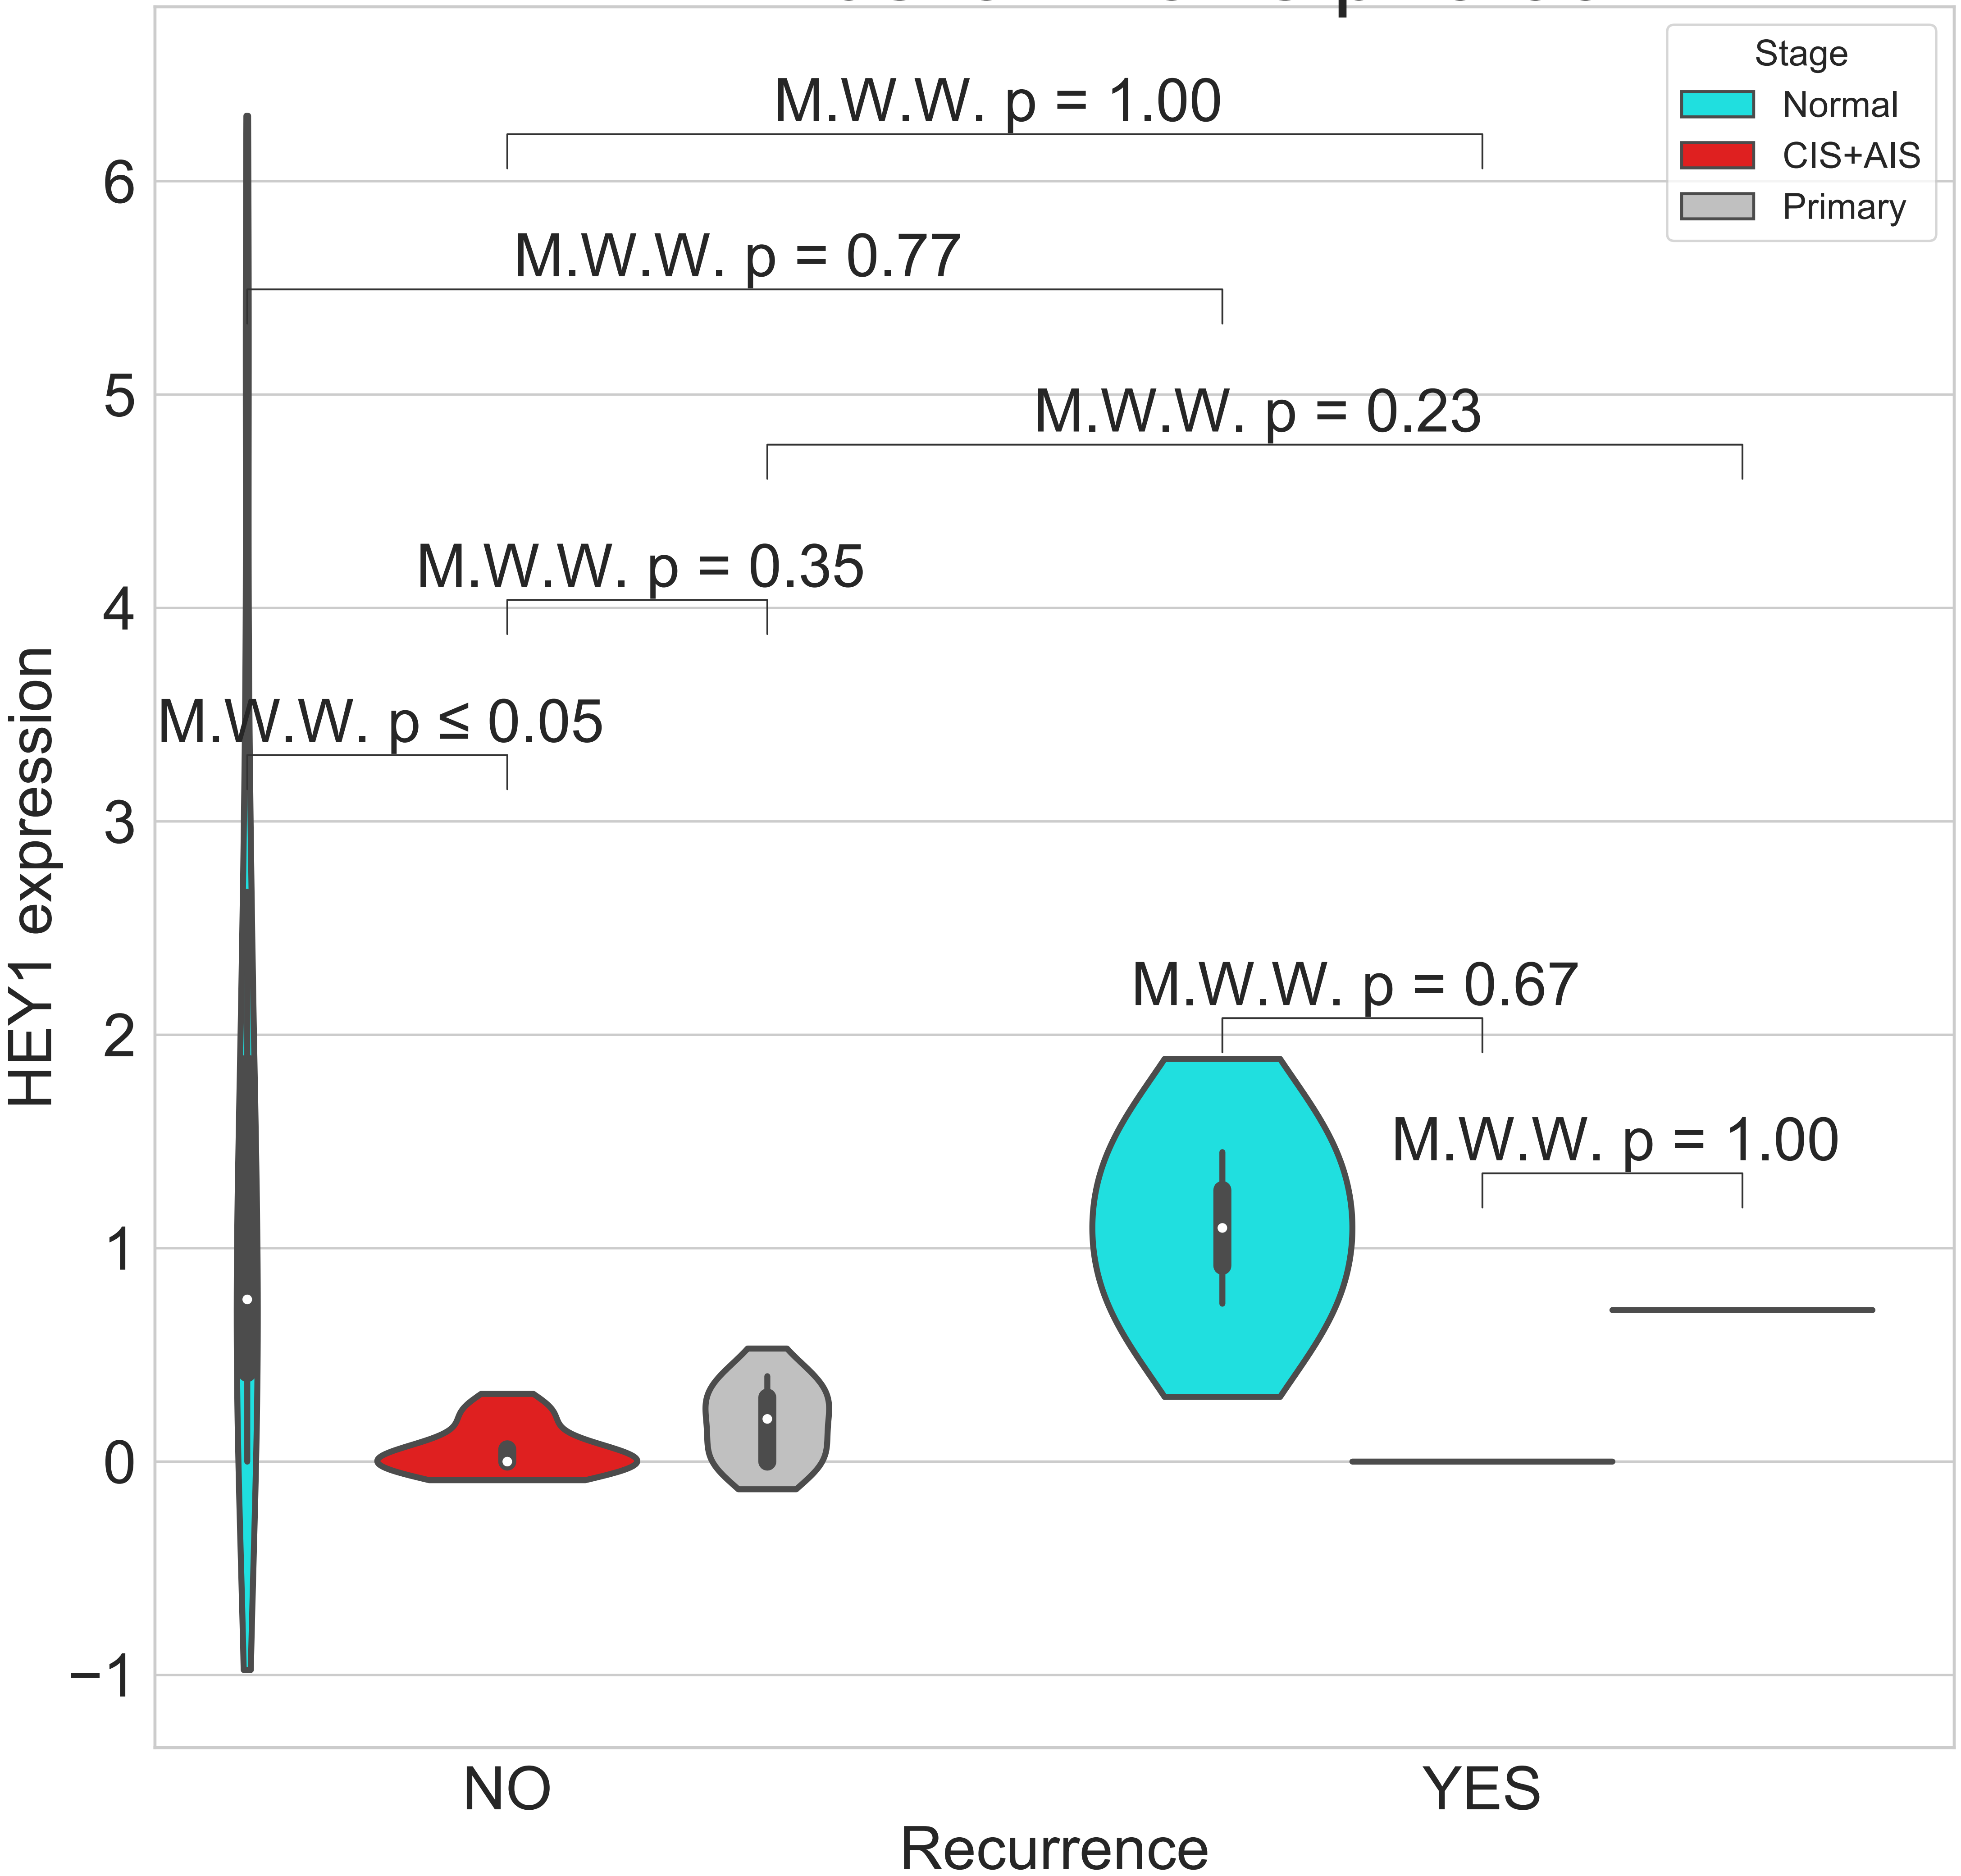 Stage
Normal
CIS+AIS
Primary
M.W.W. p = 1.00
M.W.W. p = 0.77
M.W.W. p = 0.23
M.W.W. p = 0.35
M.W.W. p ≤ 0.05
M.W.W. p = 0.67
M.W.W. p = 1.00
6
5
4
3
2
1
0
−1
HEY1 expression
NO
YES
Recurrence